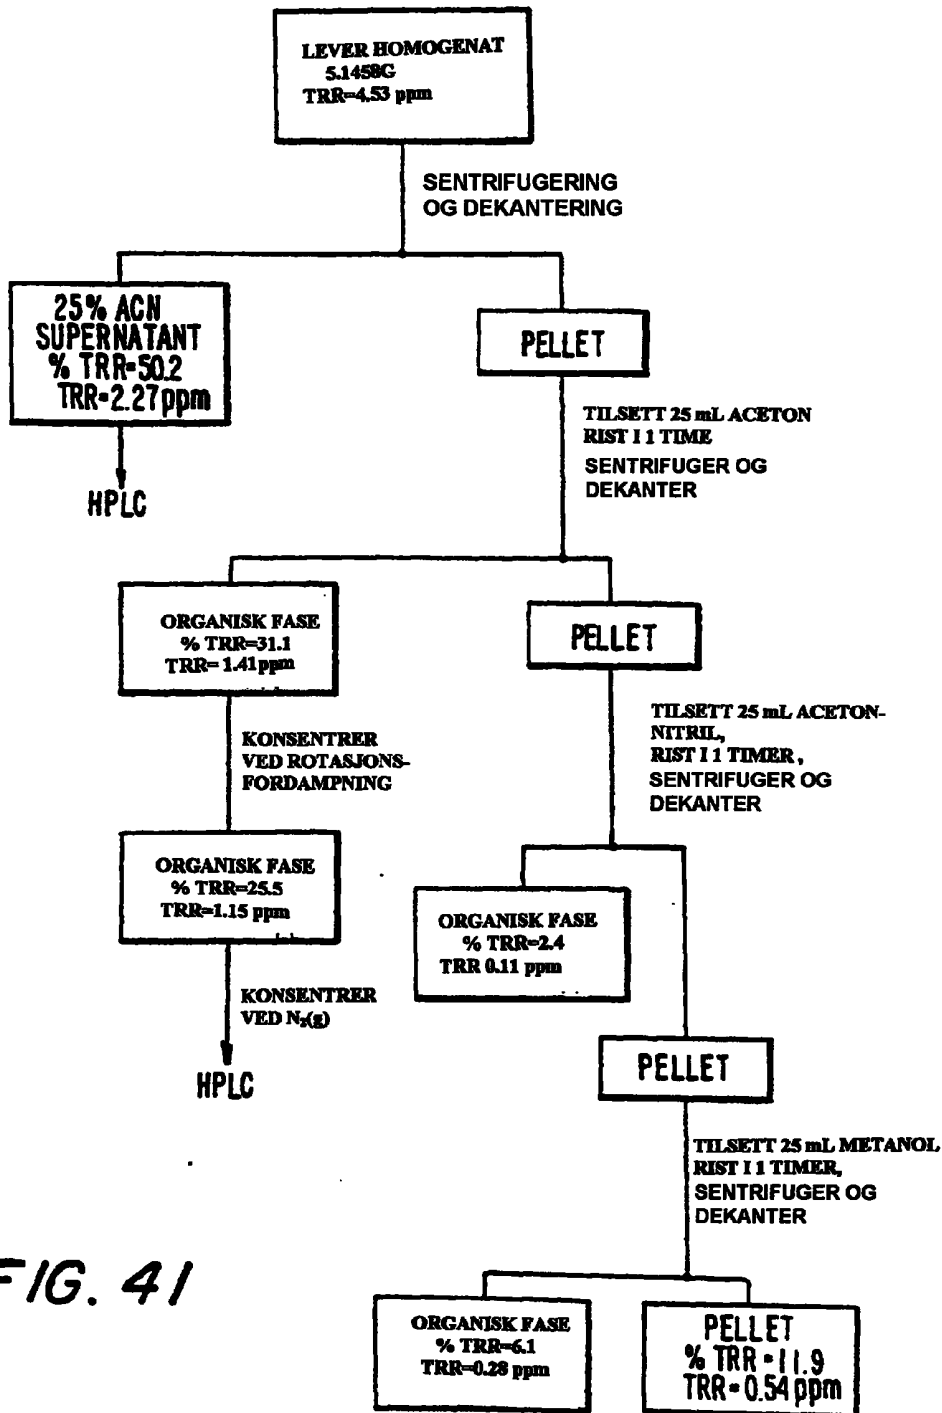 LEVER HOMOGENAT
5.1458G
TRR=4.53 ppm
SENTRIFUGERING
OG DEKANTERING
25% ACN
SUPERNATANT
% TRR=50.2
TRR=2.27ppm
HPLC
PELLET
TILSETT 25 mL ACETON
RIST I 1 TIME
SENTRIFUGER OG
DEKANTER
ORGANISK FASE
% TRR=31.1
TRR= 1.41ppm
KONSENTRER
VED ROTASJONS-
FORDAMPNING
ORGANISK FASE
% TRR=25.5
TRR=1.15 ppm
KONSENTRER
VED N₂(g)
HPLC
PELLET
TILSETT 25 mL ACETON-
NITRIL,
RIST I 1 TIMER,
SENTRIFUGER OG
DEKANTER
ORGANISK FASE
% TRR=2.4
TRR 0.11 ppm
PELLET
TILSETT 25 mL METANOL
RIST I 1 TIMER,
SENTRIFUGER OG
DEKANTER
ORGANISK FASE
% TRR=6.1
TRR=0.28 ppm
PELLET
% TRR=11.9
TRR=0.54ppm
FIG. 41